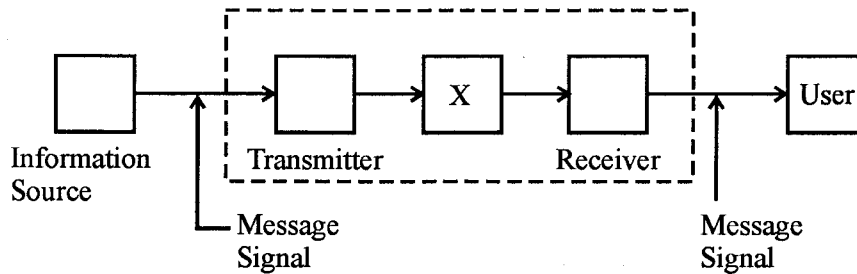 X
User
Information
Source
Transmitter
Receiver
Message
Signal
Message
Signal